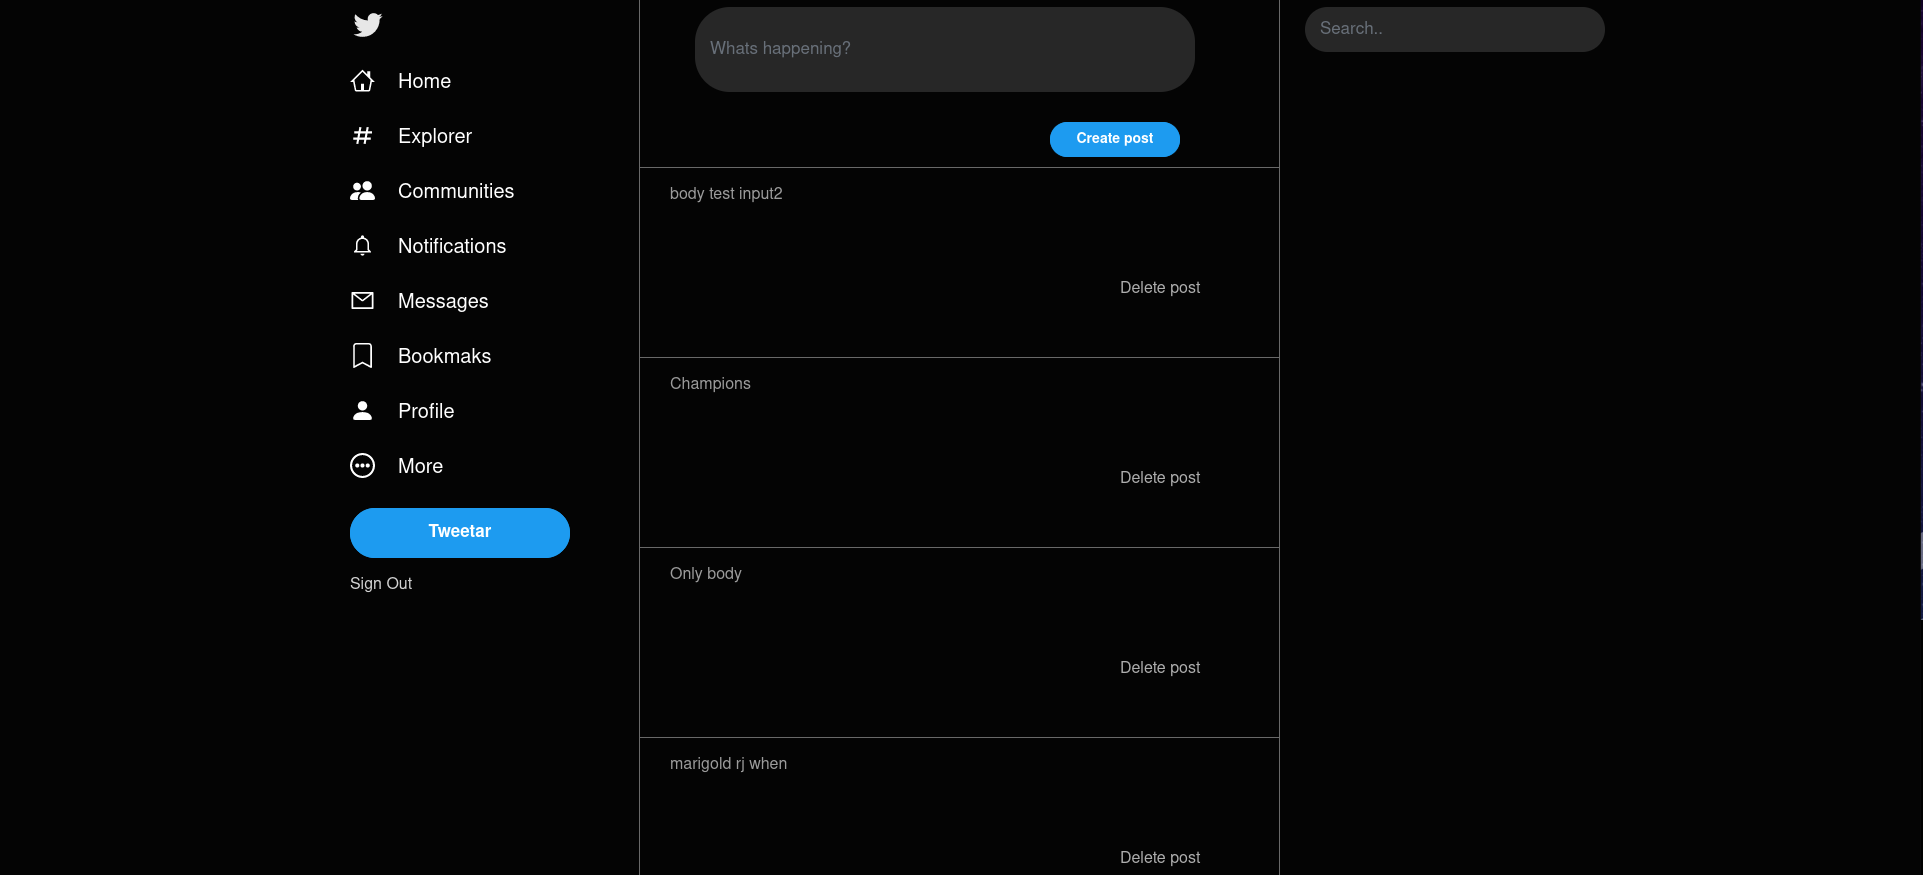 Home
Explorer
Communities
Notifications
Messages
Bookmaks
Profile
More
Tweetar
Sign Out
Whats happening?
Create post
body test input2
Delete post
Champions
Delete post
Only body
Delete post
marigold rj when
Delete post
Search..